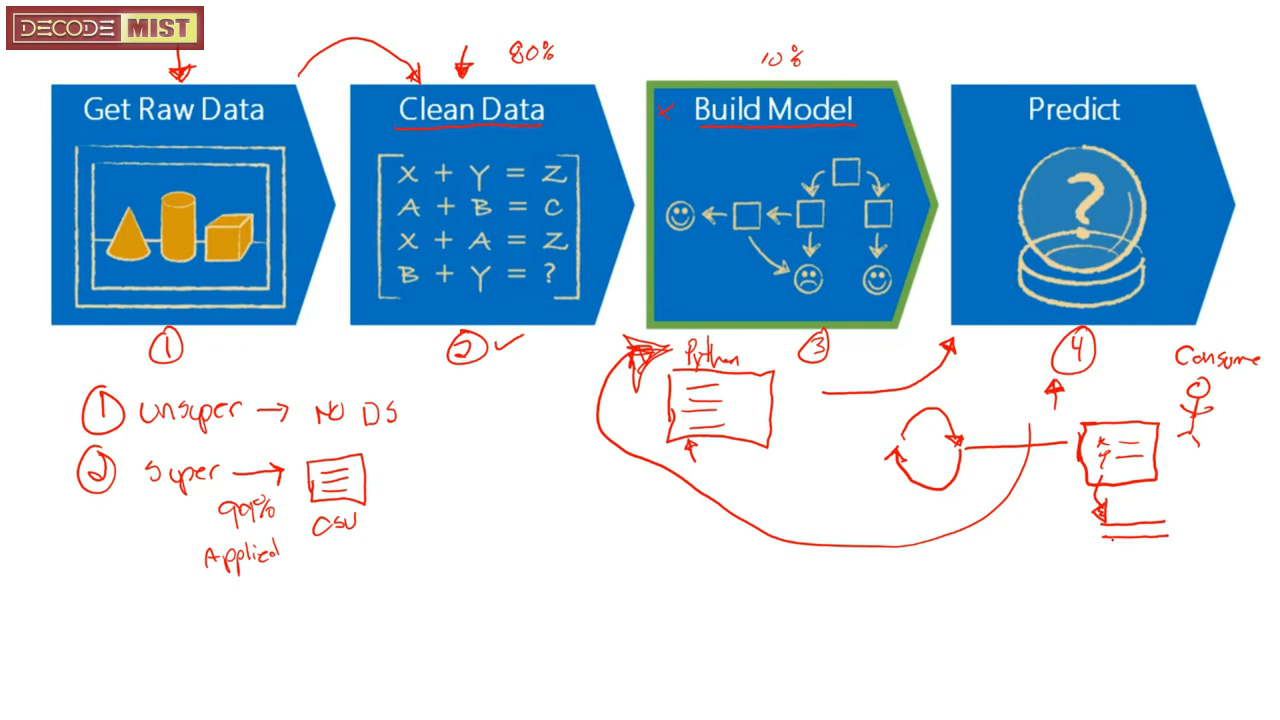 DECODE MIST
80%
10%
Get Raw Data
Clean Data
Build Model
Predict
X + Y = Z
A + B = C
X + A = Z
B + Y = ?
?
1
2
3
4
Python
Consume
1 unsuper → NO DS
2 super →
99%
CSV
Applied
x
y